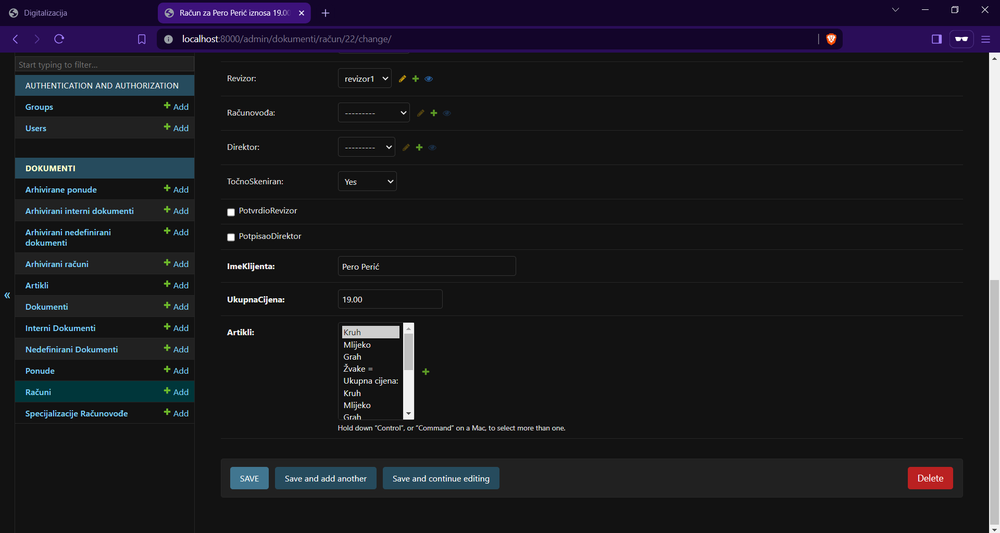 Digitalizacija
Račun za Pero Perić iznosa 19.00
localhost:8000/admin/dokumenti/račun/22/change/
Start typing to filter...
AUTHENTICATION AND AUTHORIZATION
Groups Add
Users Add
DOKUMENTI
Arhivirane ponude Add
Arhivirani interni dokumenti Add
Arhivirani nedefinirani Add
dokumenti
Arhivirani računi Add
Artikli Add
Dokumenti Add
Interni Dokumenti Add
Nedefinirani Dokumenti Add
Ponude Add
Računi Add
Specijalizacije Računovođe Add
«
Revizor: revizor1
Računovođa: ---------
Direktor: ---------
TočnoSkeniran: Yes
PotvrdioRevizor
PotpisaoDirektor
ImeKlijenta: Pero Perić
UkupnaCijena: 19.00
Artikli: Kruh
Mlijeko
Grah
Žvake =
Ukupna cijena:
Kruh
Mlijeko
Grah
Hold down “Control”, or “Command” on a Mac, to select more than one.
SAVE Save and add another Save and continue editing Delete